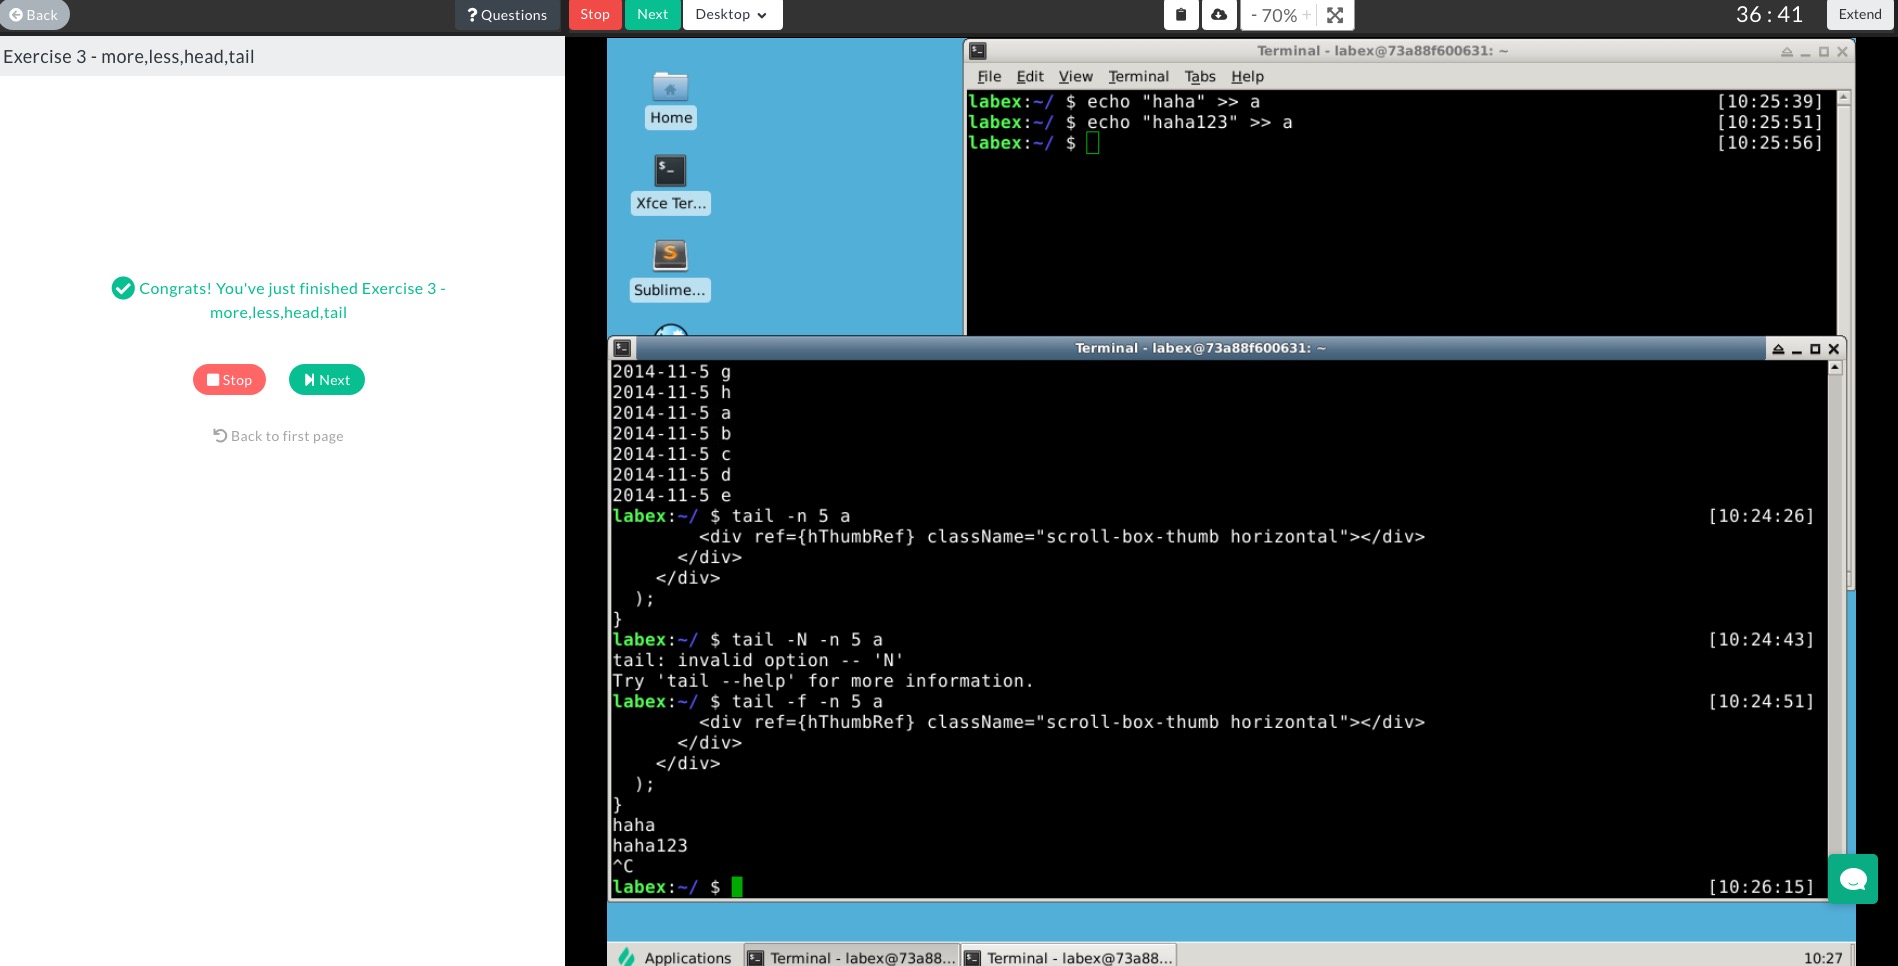 Back
? Questions
Stop
Next
Desktop
- 70% +
36 : 41
Extend
Exercise 3 - more,less,head,tail
Congrats! You've just finished Exercise 3 -
more,less,head,tail
Stop
Next
Back to first page
Home
Xfce Ter...
Sublime...
Terminal - labex@73a88f600631: ~
File Edit View Terminal Tabs Help
labex:~/ $ echo "haha" >> a [10:25:39]
labex:~/ $ echo "haha123" >> a [10:25:51]
labex:~/ $ [10:25:56]
Terminal - labex@73a88f600631: ~
2014-11-5 g
2014-11-5 h
2014-11-5 a
2014-11-5 b
2014-11-5 c
2014-11-5 d
2014-11-5 e
labex:~/ $ tail -n 5 a [10:24:26]
        <div ref={hThumbRef} className="scroll-box-thumb horizontal"></div>
      </div>
    </div>
  );
}
labex:~/ $ tail -N -n 5 a [10:24:43]
tail: invalid option -- 'N'
Try 'tail --help' for more information.
labex:~/ $ tail -f -n 5 a [10:24:51]
        <div ref={hThumbRef} className="scroll-box-thumb horizontal"></div>
      </div>
    </div>
  );
}
haha
haha123
^C
labex:~/ $ [10:26:15]
Applications
Terminal - labex@73a88...
Terminal - labex@73a88...
10:27